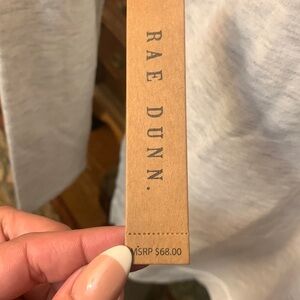 RAE DUNN.
MSRP $68.00